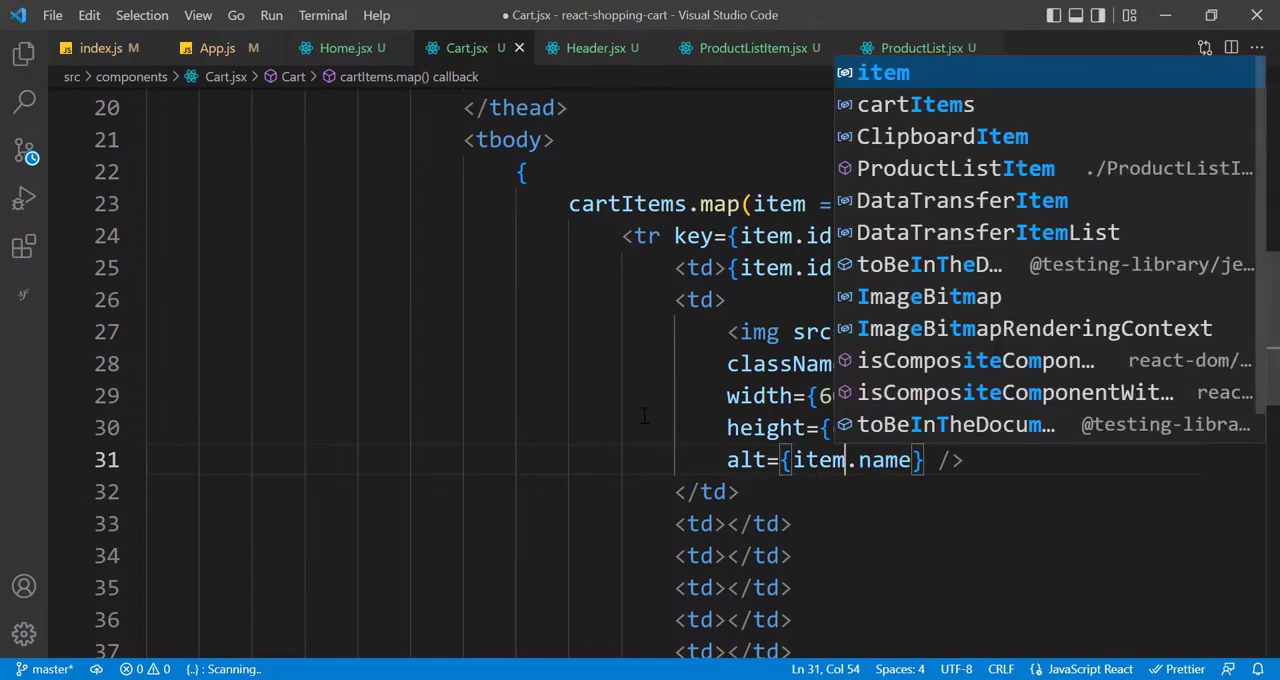 File Edit Selection View Go Run Terminal Help ● Cart.jsx - react-shopping-cart - Visual Studio Code
index.js M App.js M Home.jsx U Cart.jsx U Header.jsx U ProductListItem.jsx U ProductList.jsx U
src > components > Cart.jsx > Cart > cartItems.map() callback
20 </thead>
21 <tbody>
22 {
23 cartItems.map(item =
24 <tr key={item.id
25 <td>{item.id
26 <td>
27 <img src
28 classNam
29 width={6
30 height={
31 alt={item.name} />
32 </td>
33 <td></td>
34 <td></td>
35 <td></td>
36 <td></td>
37 <td></td>
item
cartItems
ClipboardItem
ProductListItem ./ProductListI...
DataTransferItem
DataTransferItemList
toBeInTheD... @testing-library/je...
ImageBitmap
ImageBitmapRenderingContext
isCompositeCompon... react-dom/...
isCompositeComponentWit... reac...
toBeInTheDocum... @testing-libra...
master* 0 0 {..} : Scanning.. Ln 31, Col 54 Spaces: 4 UTF-8 CRLF JavaScript React Prettier